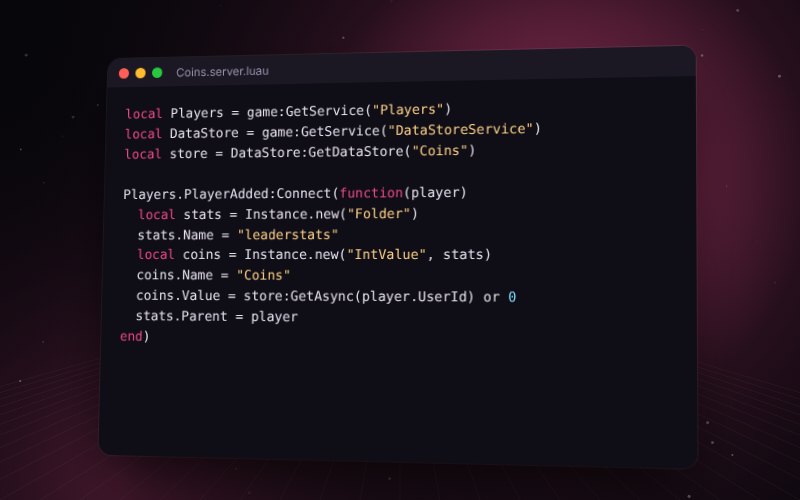 Coins.server.luau
local Players = game:GetService("Players")
local DataStore = game:GetService("DataStoreService")
local store = DataStore:GetDataStore("Coins")
Players.PlayerAdded:Connect(function(player)
  local stats = Instance.new("Folder")
  stats.Name = "leaderstats"
  local coins = Instance.new("IntValue", stats)
  coins.Name = "Coins"
  coins.Value = store:GetAsync(player.UserId) or 0
  stats.Parent = player
end)